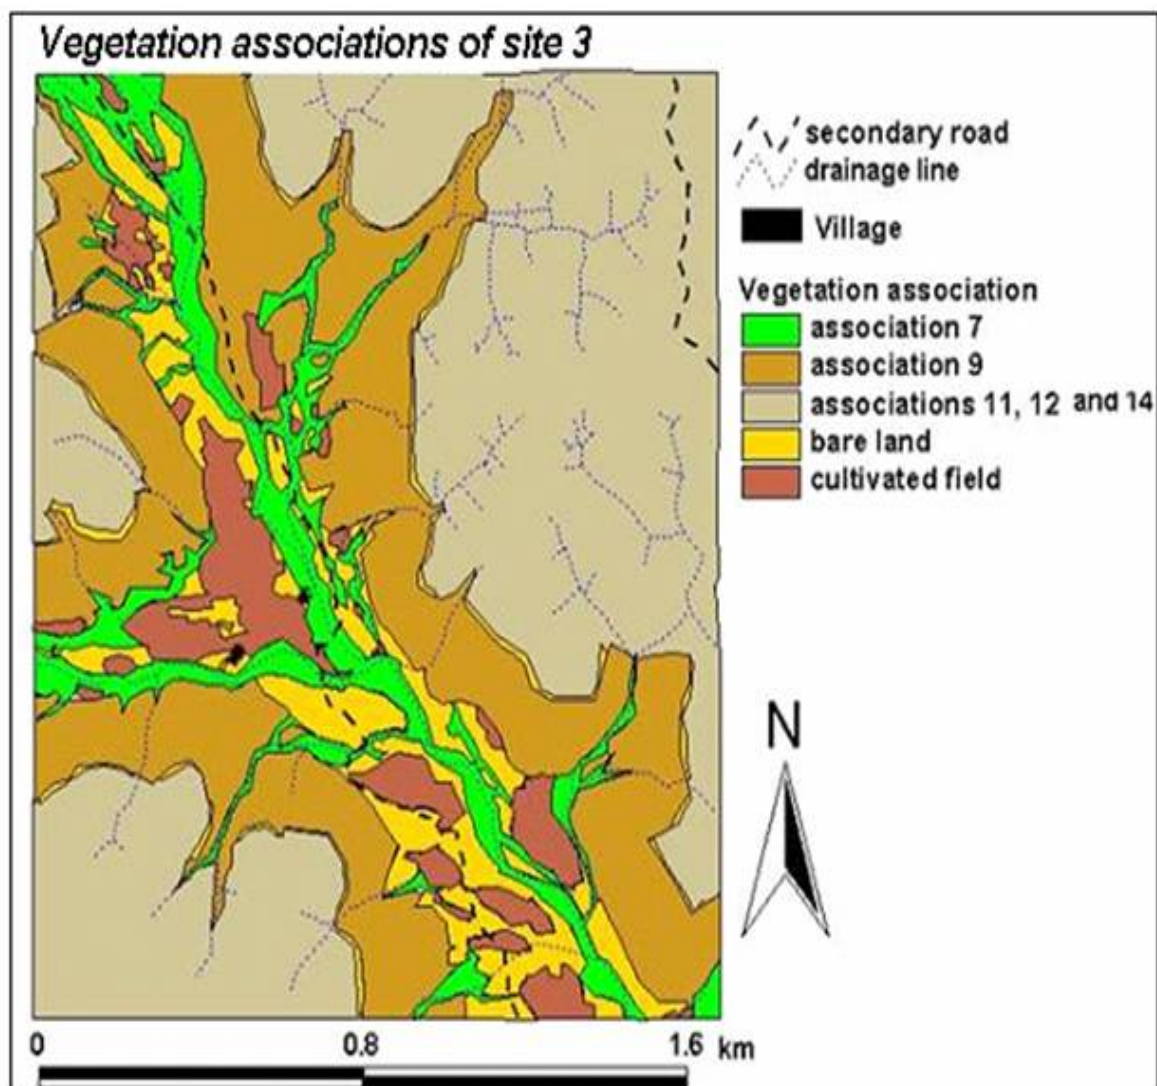 Vegetation associations of site 3
secondary road
drainage line
Village
Vegetation association
association 7
association 9
associations 11, 12 and 14
bare land
cultivated field
N
0 0.8 1.6 km